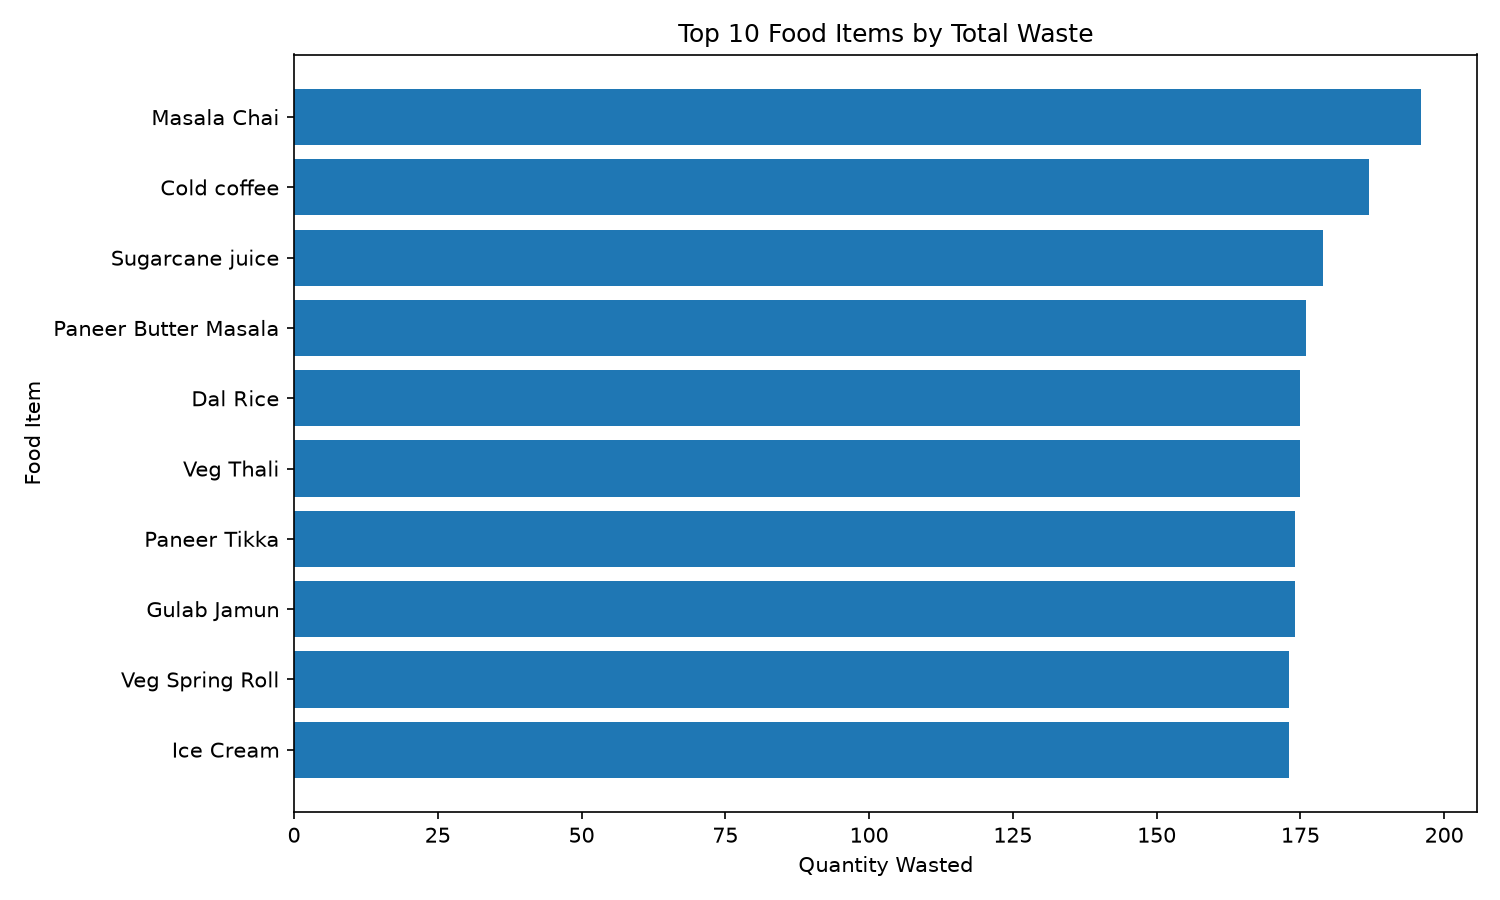 Top 10 Food Items by Total Waste
Masala Chai
Cold coffee
Sugarcane juice
Paneer Butter Masala
Dal Rice
Veg Thali
Paneer Tikka
Gulab Jamun
Veg Spring Roll
Ice Cream
Food Item
0 25 50 75 100 125 150 175 200
Quantity Wasted